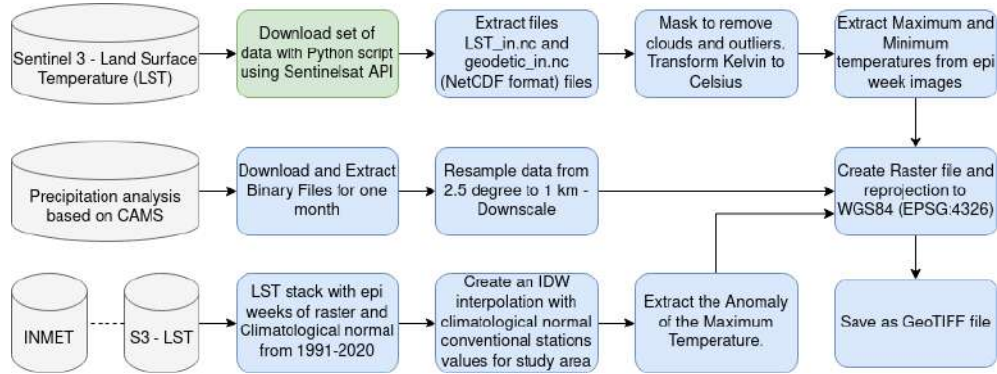 Sentinel 3 - Land Surface
Temperature (LST)
Download set of
data with Python script
using Sentinelsat API
Extract files
LST_in.nc and
geodetic_in.nc
(NetCDF format) files
Mask to remove
clouds and outliers.
Transform Kelvin to
Celsius
Extract Maximum and
Minimum
temperatures from epi
week images
Precipitation analysis
based on CAMS
Download and Extract
Binary Files for one
month
Resample data from
2.5 degree to 1 km -
Downscale
Create Raster file and
reprojection to
WGS84 (EPSG:4326)
INMET
S3 - LST
LST stack with epi
weeks of raster and
Climatological normal
from 1991-2020
Create an IDW
interpolation with
climatological normal
conventional stations
values for study area
Extract the Anomaly
of the Maximum
Temperature.
Save as GeoTIFF file